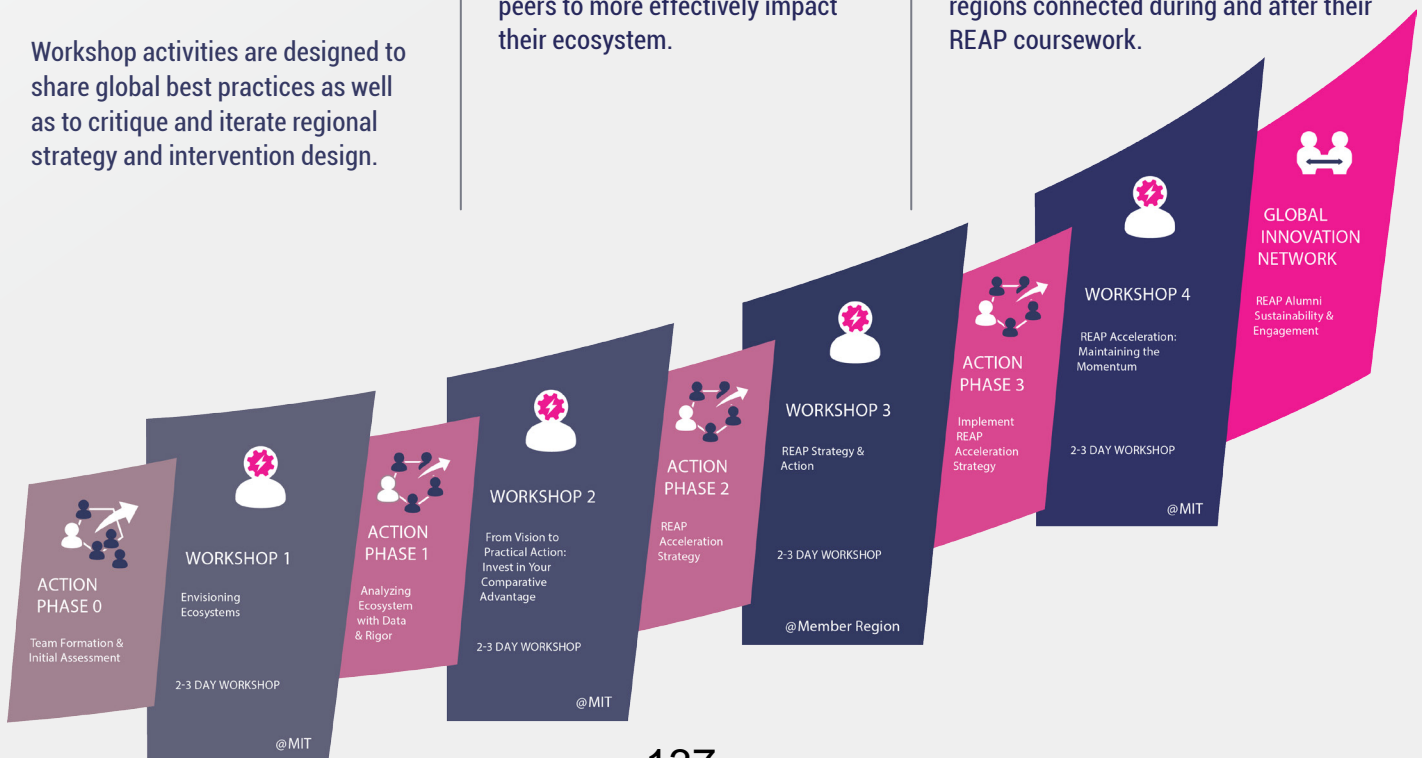 Workshop activities are designed to
share global best practices as well
as to critique and iterate regional
strategy and intervention design.
peers to more effectively impact
their ecosystem.
regions connected during and after their
REAP coursework.
ACTION
PHASE 0
Team Formation &
Initial Assessment
WORKSHOP 1
Envisioning
Ecosystems
2-3 DAY WORKSHOP
@MIT
ACTION
PHASE 1
Analyzing
Ecosystem
with Data
& Rigor
WORKSHOP 2
From Vision to
Practical Action:
Invest in Your
Comparative
Advantage
2-3 DAY WORKSHOP
@MIT
ACTION
PHASE 2
REAP
Acceleration
Strategy
WORKSHOP 3
REAP Strategy &
Action
2-3 DAY WORKSHOP
@Member Region
ACTION
PHASE 3
Implement
REAP
Acceleration
Strategy
WORKSHOP 4
REAP Acceleration:
Maintaining the
Momentum
2-3 DAY WORKSHOP
@MIT
GLOBAL
INNOVATION
NETWORK
REAP Alumni
Sustainability &
Engagement